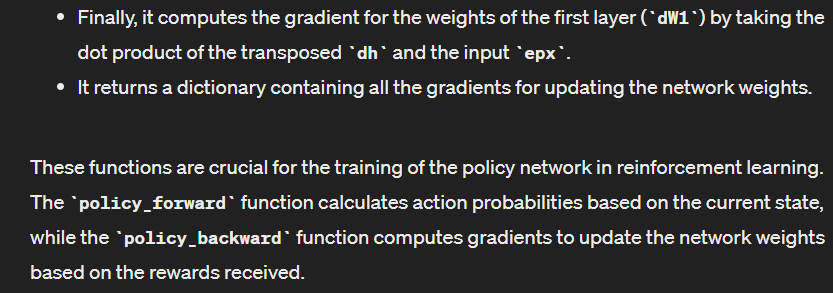 • Finally, it computes the gradient for the weights of the first layer (`dW1`) by taking the
dot product of the transposed `dh` and the input `epx`.
• It returns a dictionary containing all the gradients for updating the network weights.
These functions are crucial for the training of the policy network in reinforcement learning.
The `policy_forward` function calculates action probabilities based on the current state,
while the `policy_backward` function computes gradients to update the network weights
based on the rewards received.